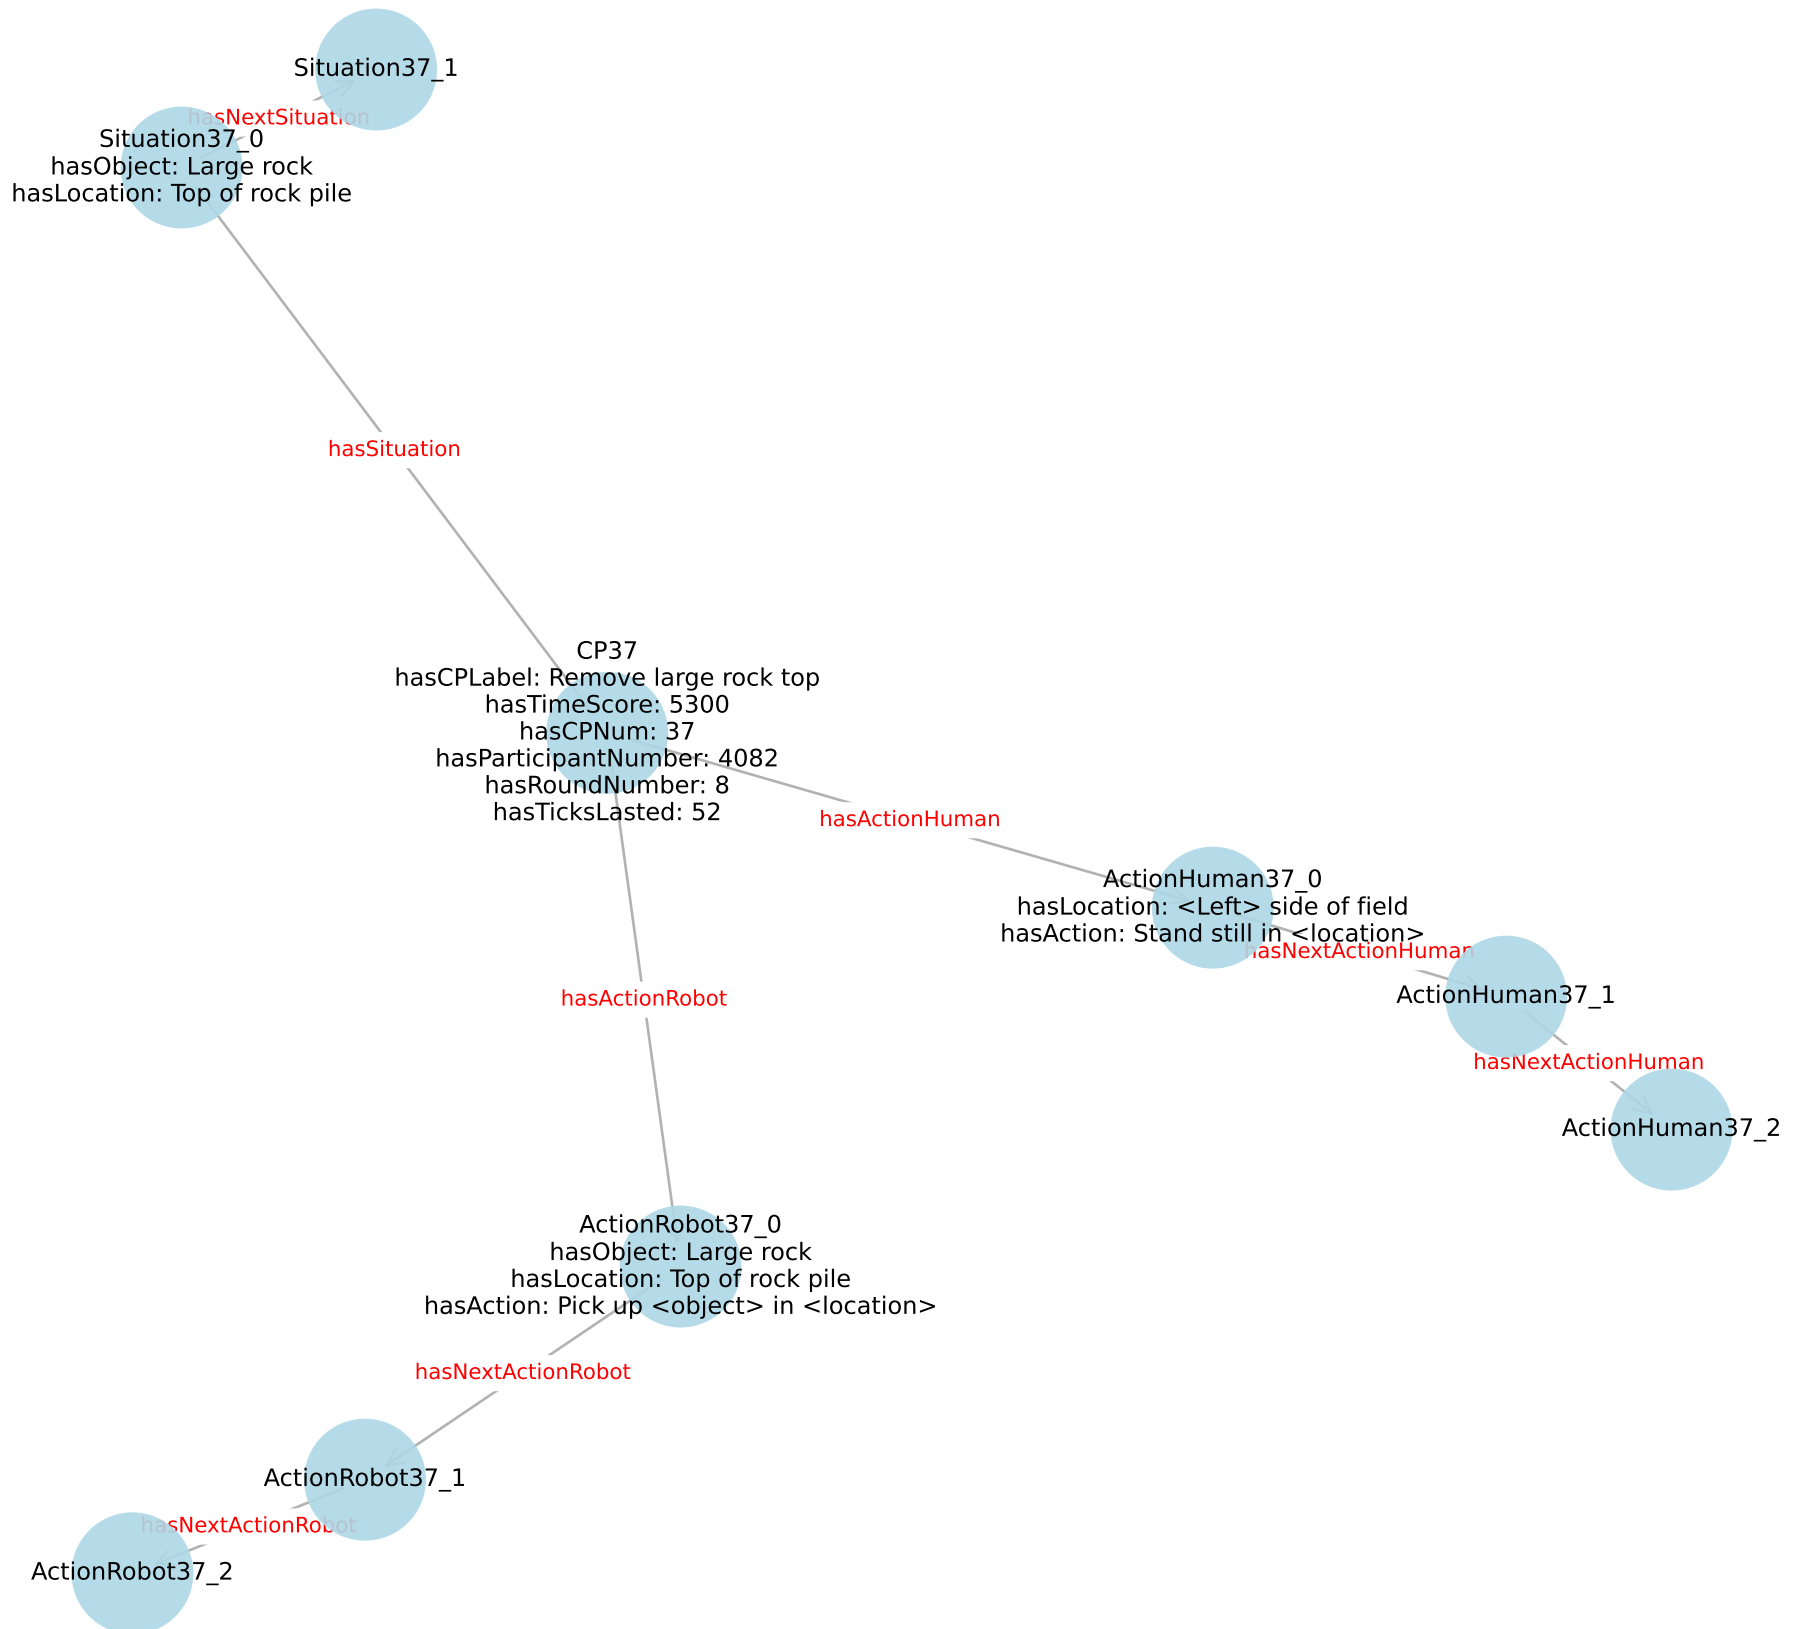 Situation37_1
hasNextSituation
Situation37_0
hasObject: Large rock
hasLocation: Top of rock pile
hasSituation
CP37
hasCPLabel: Remove large rock top
hasTimeScore: 5300
hasCPNum: 37
hasParticipantNumber: 4082
hasRoundNumber: 8
hasTicksLasted: 52
hasActionHuman
ActionHuman37_0
hasLocation: <Left> side of field
hasAction: Stand still in <location>
hasNextActionHuman
ActionHuman37_1
hasNextActionHuman
ActionHuman37_2
hasActionRobot
ActionRobot37_0
hasObject: Large rock
hasLocation: Top of rock pile
hasAction: Pick up <object> in <location>
hasNextActionRobot
ActionRobot37_1
hasNextActionRobot
ActionRobot37_2